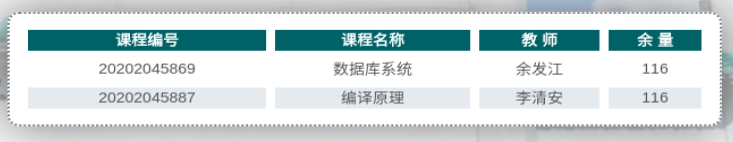 课程编号 课程名称 教 师 余 量
20202045869 数据库系统 余发江 116
20202045887 编译原理 李清安 116